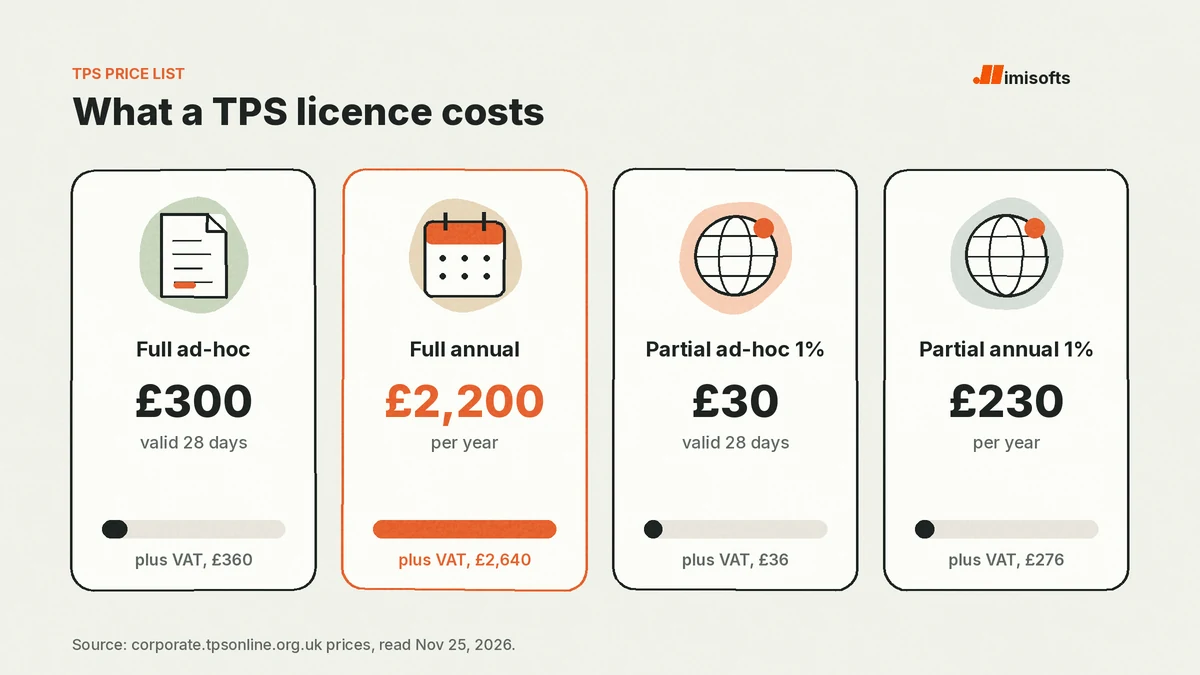 TPS PRICE LIST
What a TPS licence costs
imisofts
Full ad-hoc
£300
valid 28 days
plus VAT, £360
Full annual
£2,200
per year
plus VAT, £2,640
Partial ad-hoc 1%
£30
valid 28 days
plus VAT, £36
Partial annual 1%
£230
per year
plus VAT, £276
Source: corporate.tpsonline.org.uk prices, read Nov 25, 2026.